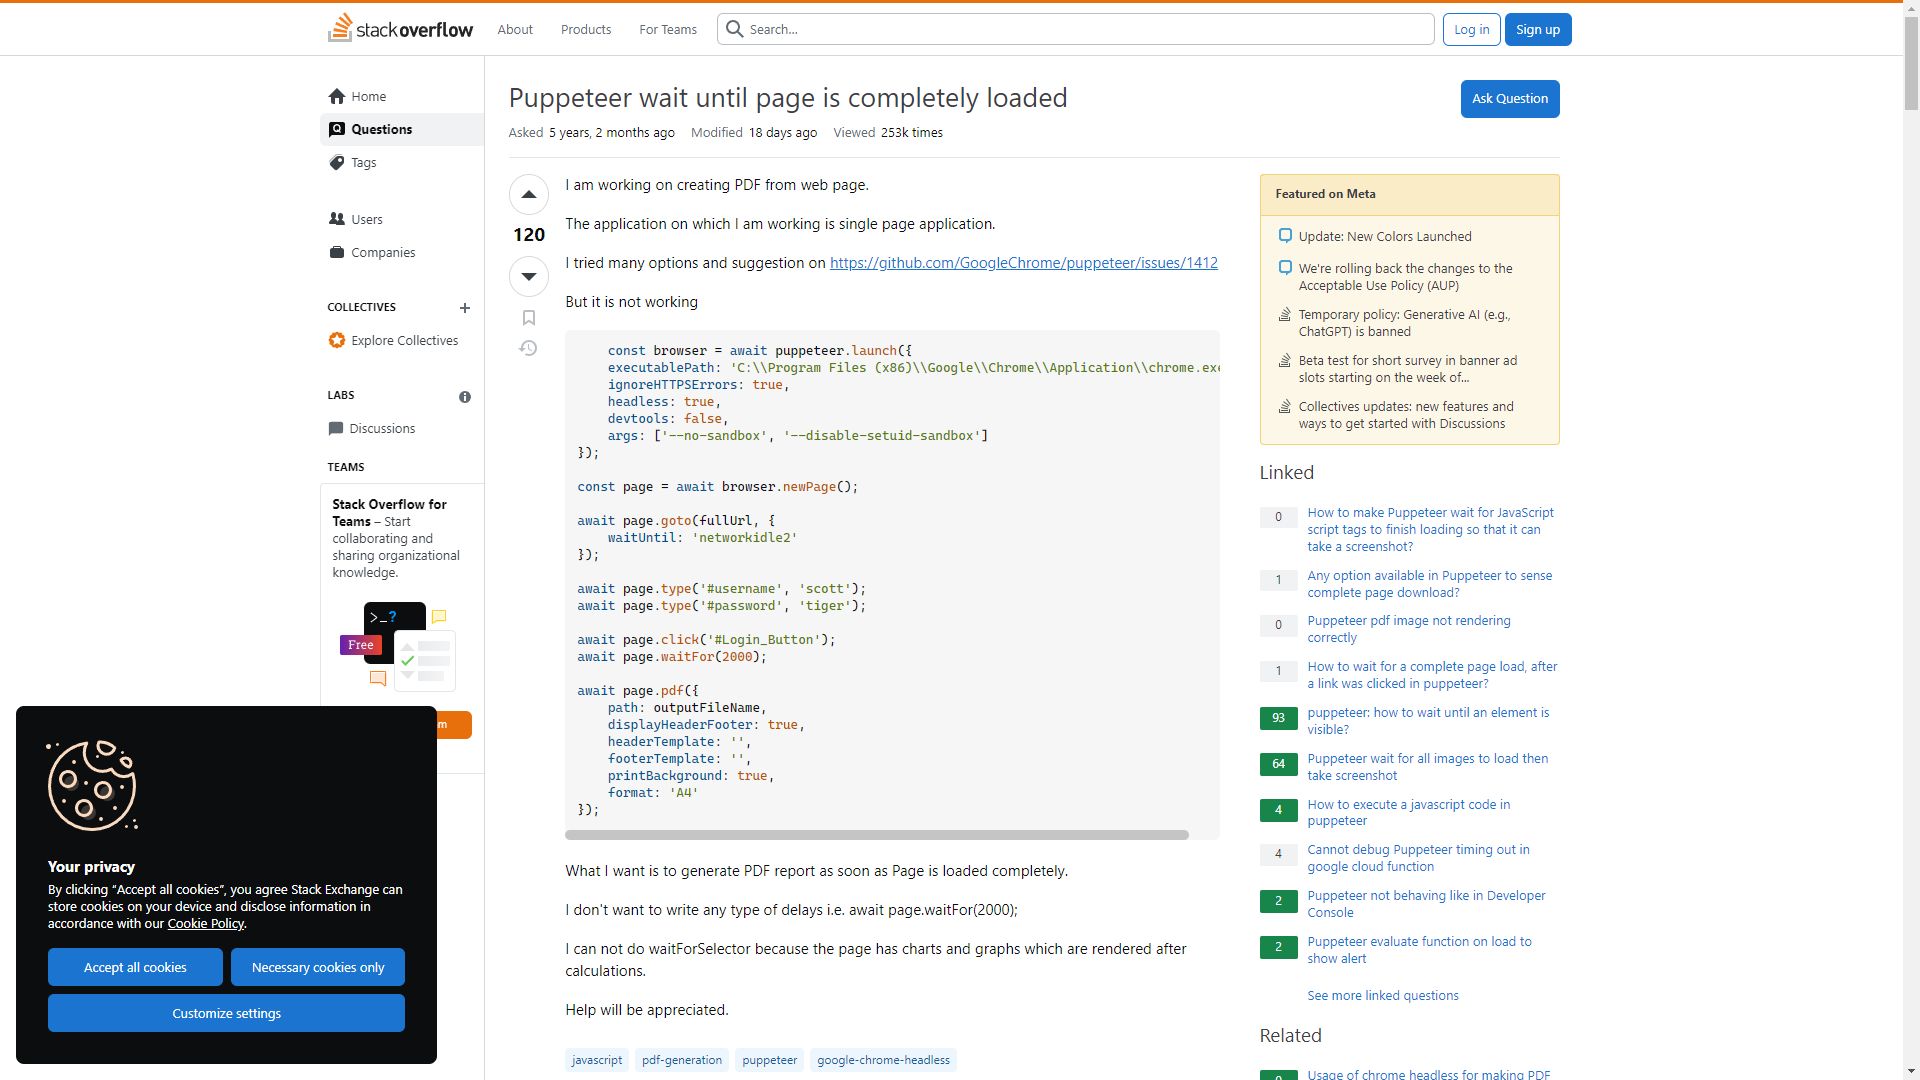 stackoverflow
About
Products
For Teams
Search...
Log in
Sign up
Home
Questions
Tags
Users
Companies
COLLECTIVES
Explore Collectives
LABS
Discussions
TEAMS
Stack Overflow for
Teams – Start
collaborating and
sharing organizational
knowledge.
>_?
Free
Puppeteer wait until page is completely loaded
Ask Question
Asked 5 years, 2 months ago Modified 18 days ago Viewed 253k times
120
I am working on creating PDF from web page.
The application on which I am working is single page application.
I tried many options and suggestion on https://github.com/GoogleChrome/puppeteer/issues/1412
But it is not working
const browser = await puppeteer.launch({
executablePath: 'C:\\Program Files (x86)\\Google\\Chrome\\Application\\chrome.exe
ignoreHTTPSErrors: true,
headless: true,
devtools: false,
args: ['--no-sandbox', '--disable-setuid-sandbox']
});
const page = await browser.newPage();
await page.goto(fullUrl, {
waitUntil: 'networkidle2'
});
await page.type('#username', 'scott');
await page.type('#password', 'tiger');
await page.click('#Login_Button');
await page.waitFor(2000);
await page.pdf({
path: outputFileName,
displayHeaderFooter: true,
headerTemplate: '',
footerTemplate: '',
printBackground: true,
format: 'A4'
});
What I want is to generate PDF report as soon as Page is loaded completely.
I don't want to write any type of delays i.e. await page.waitFor(2000);
I can not do waitForSelector because the page has charts and graphs which are rendered after
calculations.
Help will be appreciated.
javascript
pdf-generation
puppeteer
google-chrome-headless
Featured on Meta
Update: New Colors Launched
We're rolling back the changes to the
Acceptable Use Policy (AUP)
Temporary policy: Generative AI (e.g.,
ChatGPT) is banned
Beta test for short survey in banner ad
slots starting on the week of...
Collectives updates: new features and
ways to get started with Discussions
Linked
0
How to make Puppeteer wait for JavaScript
script tags to finish loading so that it can
take a screenshot?
1
Any option available in Puppeteer to sense
complete page download?
0
Puppeteer pdf image not rendering
correctly
1
How to wait for a complete page load, after
a link was clicked in puppeteer?
93
puppeteer: how to wait until an element is
visible?
64
Puppeteer wait for all images to load then
take screenshot
4
How to execute a javascript code in
puppeteer
4
Cannot debug Puppeteer timing out in
google cloud function
2
Puppeteer not behaving like in Developer
Console
2
Puppeteer evaluate function on load to
show alert
See more linked questions
Related
Usage of chrome headless for making PDF
Your privacy
By clicking “Accept all cookies”, you agree Stack Exchange can
store cookies on your device and disclose information in
accordance with our Cookie Policy.
Accept all cookies
Necessary cookies only
Customize settings